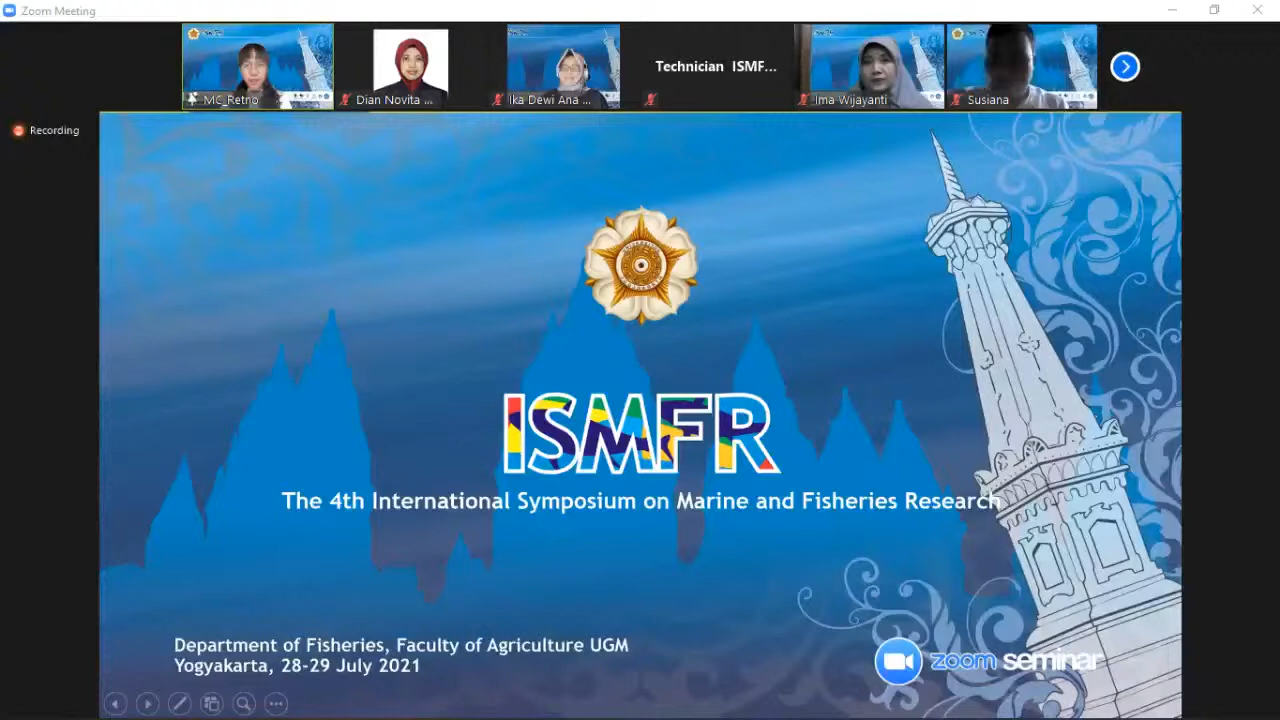 Zoom Meeting
MC_Retno
Dian Novita ...
Ika Dewi Ana ...
Technician ISMF...
Ima Wijayanti
Susiana
Recording
ISMFR
The 4th International Symposium on Marine and Fisheries Research
Department of Fisheries, Faculty of Agriculture UGM
Yogyakarta, 28-29 July 2021
zoom seminar